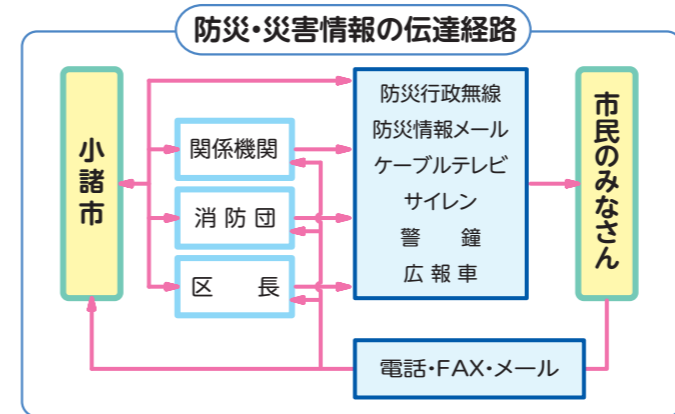 防災・災害情報の伝達経路
小諸市
関係機関
消防団
区　長
防災行政無線
防災情報メール
ケーブルテレビ
サイレン
警　鐘
広報車
市民のみなさん
電話・FAX・メール